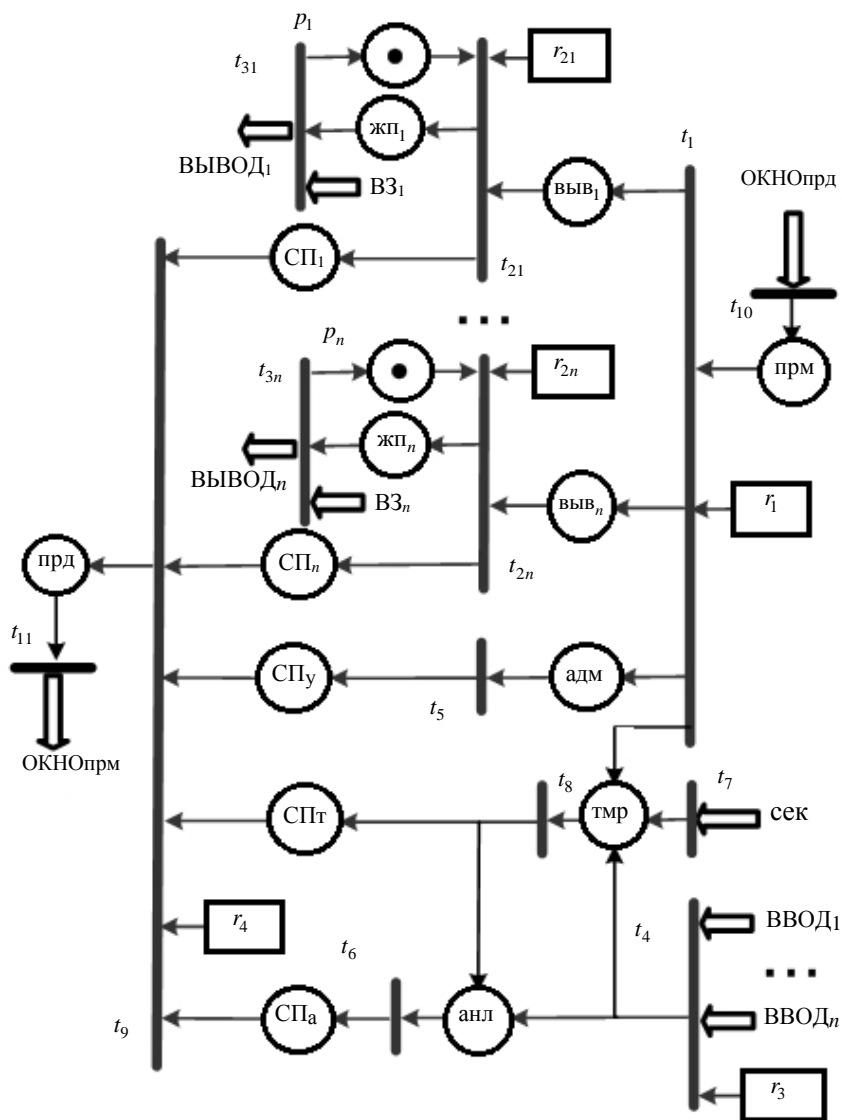 p₁
t₃₁
r₂₁
жп₁
t₁
ВЫВОД₁
ВЗ₁
выв₁
ОКНОпрд
СП₁
t₂₁
t₁₀
. . .
pₙ
t₃ₙ
r₂ₙ
прм
жпₙ
ВЫВОДₙ
ВЗₙ
вывₙ
r₁
прд
СПₙ
t₂ₙ
t₁₁
СПу
адм
t₅
ОКНОпрм
t₈
t₇
СПт
тмр
сек
r₄
t₄
ВВОД₁
t₆
. . .
СПа
анл
ВВОДₙ
t₉
r₃